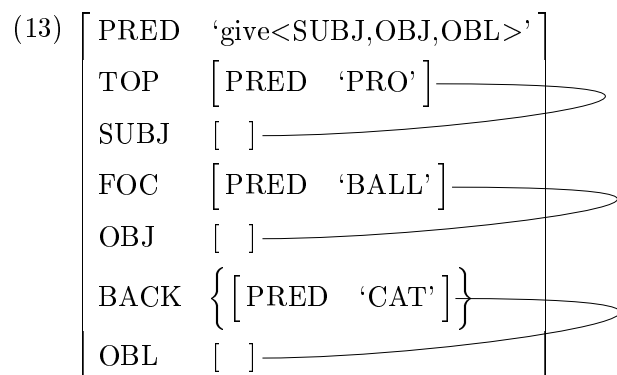 (13) [ PRED ‘give<SUBJ,OBJ,OBL>’ ]
TOP [ PRED ‘PRO’ ]
SUBJ [ ]
FOC [ PRED ‘BALL’ ]
OBJ [ ]
BACK { [ PRED ‘CAT’ ] }
OBL [ ]